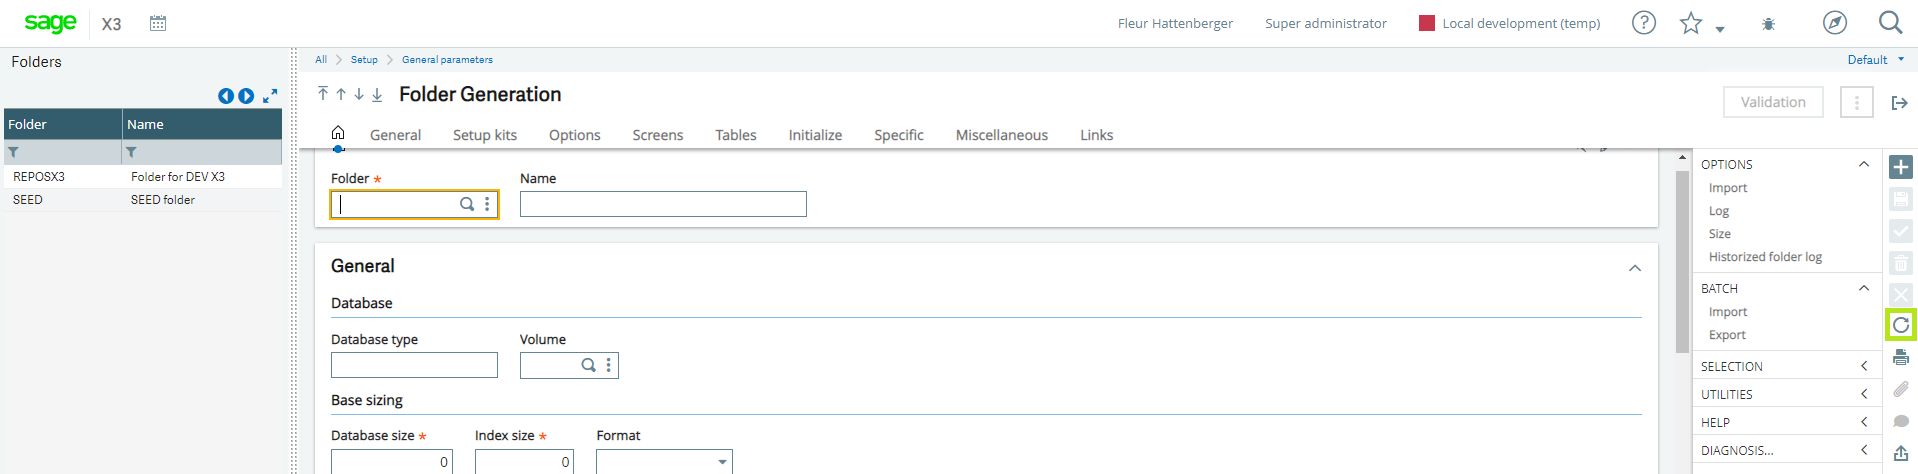 sage X3 Fleur Hattenberger Super administrator Local development (temp)
Folders
Folder Name
REPOSX3 Folder for DEV X3
SEED SEED folder
All Setup General parameters Default
Folder Generation Validation
General Setup kits Options Screens Tables Initialize Specific Miscellaneous Links
Folder * Name
General
Database
Database type Volume
Base sizing
Database size * Index size * Format
0 0
OPTIONS
Import
Log
Size
Historized folder log
BATCH
Import
Export
SELECTION
UTILITIES
HELP
DIAGNOSIS...